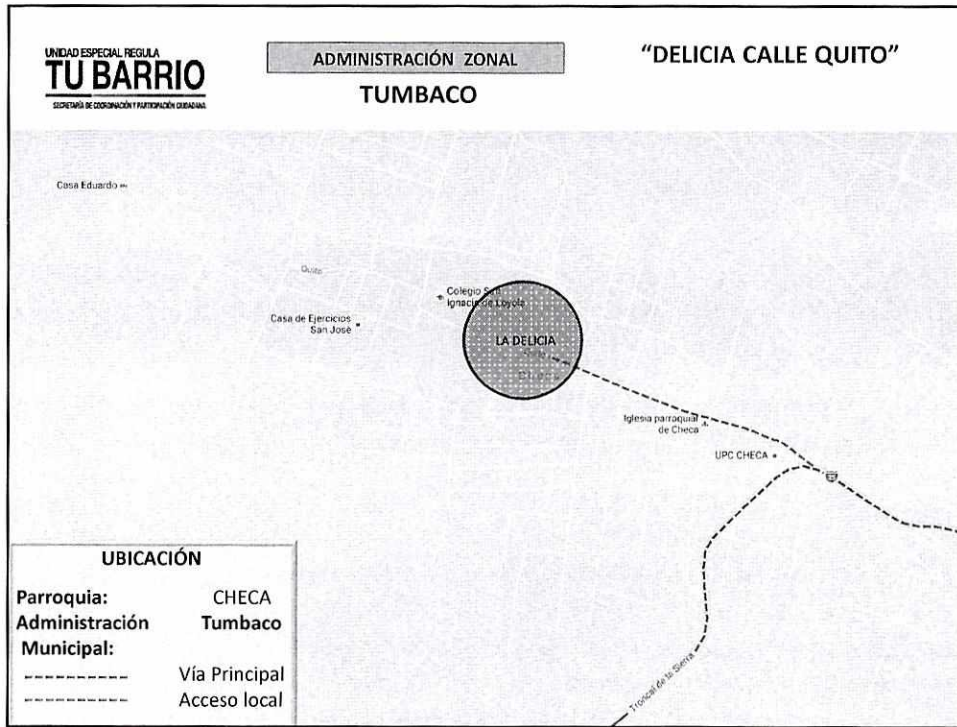 UNIDAD ESPECIAL REGULA
TU BARRIO
SECRETARÍA DE COORDINACIÓN Y PARTICIPACIÓN CIUDADANA
ADMINISTRACIÓN ZONAL
TUMBACO
"DELICIA CALLE QUITO"
Casa Eduardo
Quito
Colegio San
Ignacio de Loyola
Casa de Ejercicios
San José
LA DELICIA
Iglesia parroquial
de Checa
UPC CHECA
Troncal de la Sierra
UBICACIÓN
Parroquia: CHECA
Administración Tumbaco
Municipal:
Vía Principal
Acceso local